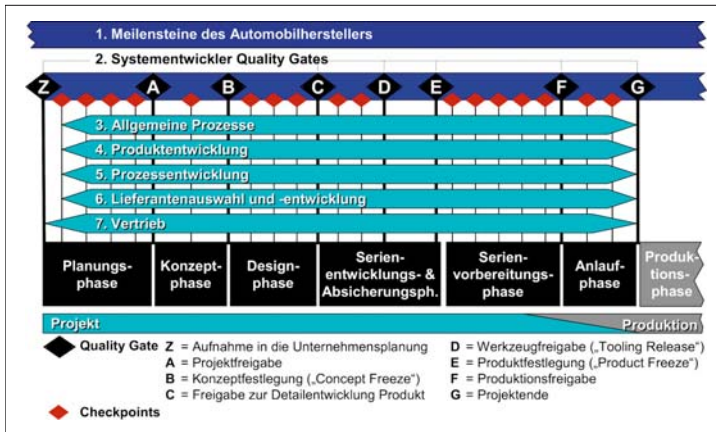 1. Meilensteine des Automobilherstellers
2. Systementwickler Quality Gates
Z A B C D E F G
3. Allgemeine Prozesse
4. Produktentwicklung
5. Prozessentwicklung
6. Lieferantenauswahl und -entwicklung
7. Vertrieb
Planungs-
phase
Konzept-
phase
Design-
phase
Serien-
entwicklungs- &
Absicherungsph.
Serien-
vorbereitungs-
phase
Anlauf-
phase
Produk-
tions-
phase
Projekt
Produktion
Quality Gate
Z = Aufnahme in die Unternehmensplanung
A = Projektfreigabe
B = Konzeptfestlegung („Concept Freeze“)
C = Freigabe zur Detailentwicklung Produkt
D = Werkzeugfreigabe („Tooling Release“)
E = Produktfestlegung („Product Freeze“)
F = Produktionsfreigabe
G = Projektende
Checkpoints